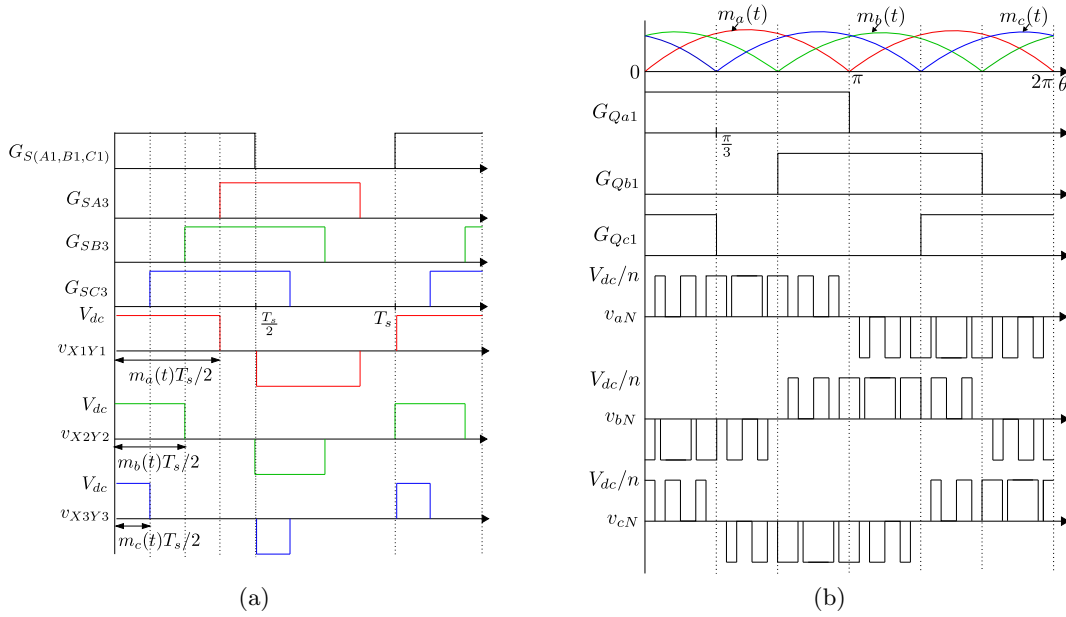 G_{S(A1,B1,C1)}
G_{SA3}
G_{SB3}
G_{SC3}
V_{dc}
\frac{T_s}{2}
T_s
v_{X1Y1}
m_a(t)T_s/2
V_{dc}
v_{X2Y2}
m_b(t)T_s/2
V_{dc}
v_{X3Y3}
m_c(t)T_s/2
(a)
m_a(t)
m_b(t)
m_c(t)
0
π
2π
θ
G_{Qa1}
\frac{π}{3}
G_{Qb1}
G_{Qc1}
V_{dc}/n
v_{aN}
V_{dc}/n
v_{bN}
V_{dc}/n
v_{cN}
(b)